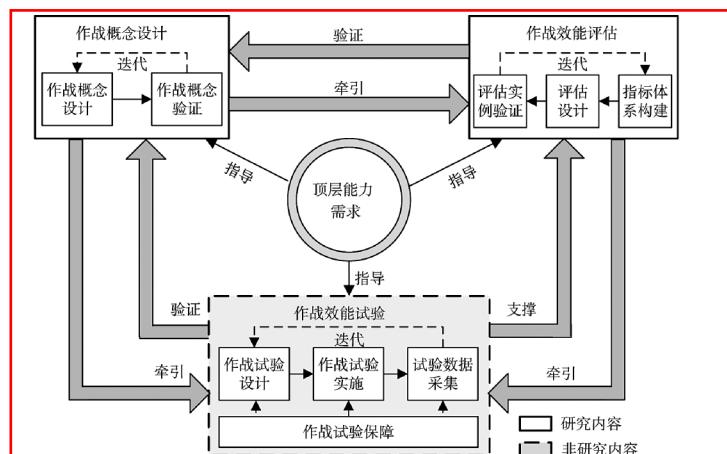 作战概念设计
迭代
作战概念
设计
作战概念
验证
验证
牵引
作战效能评估
迭代
评估实
例验证
评估
设计
指标体
系构建
指导
顶层能力
需求
指导
指导
验证
作战效能试验
支撑
迭代
作战试验
设计
作战试验
实施
试验数据
采集
牵引
牵引
作战试验保障
研究内容
非研究内容